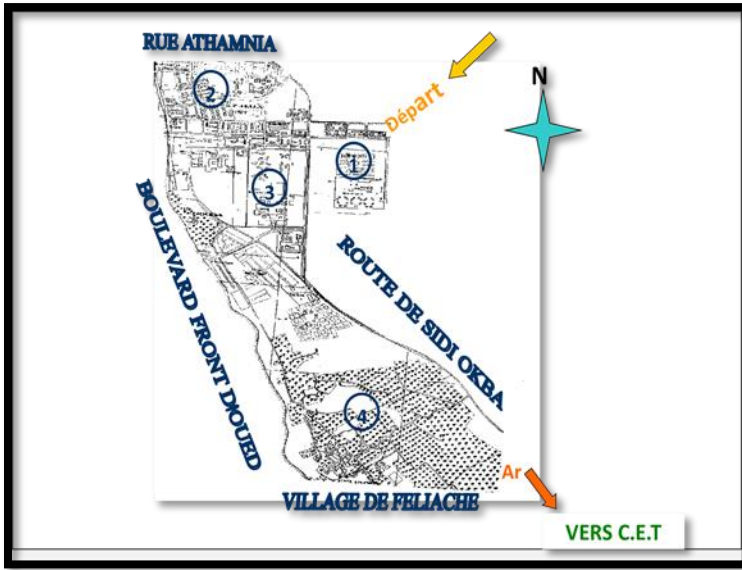 RUE ATHAMNIA
Départ
N
2
1
3
BOULEVARD FRONT D'OUED
ROUTE DE SIDI OKBA
4
Ar
VILLAGE DE FELIACHE
VERS C.E.T